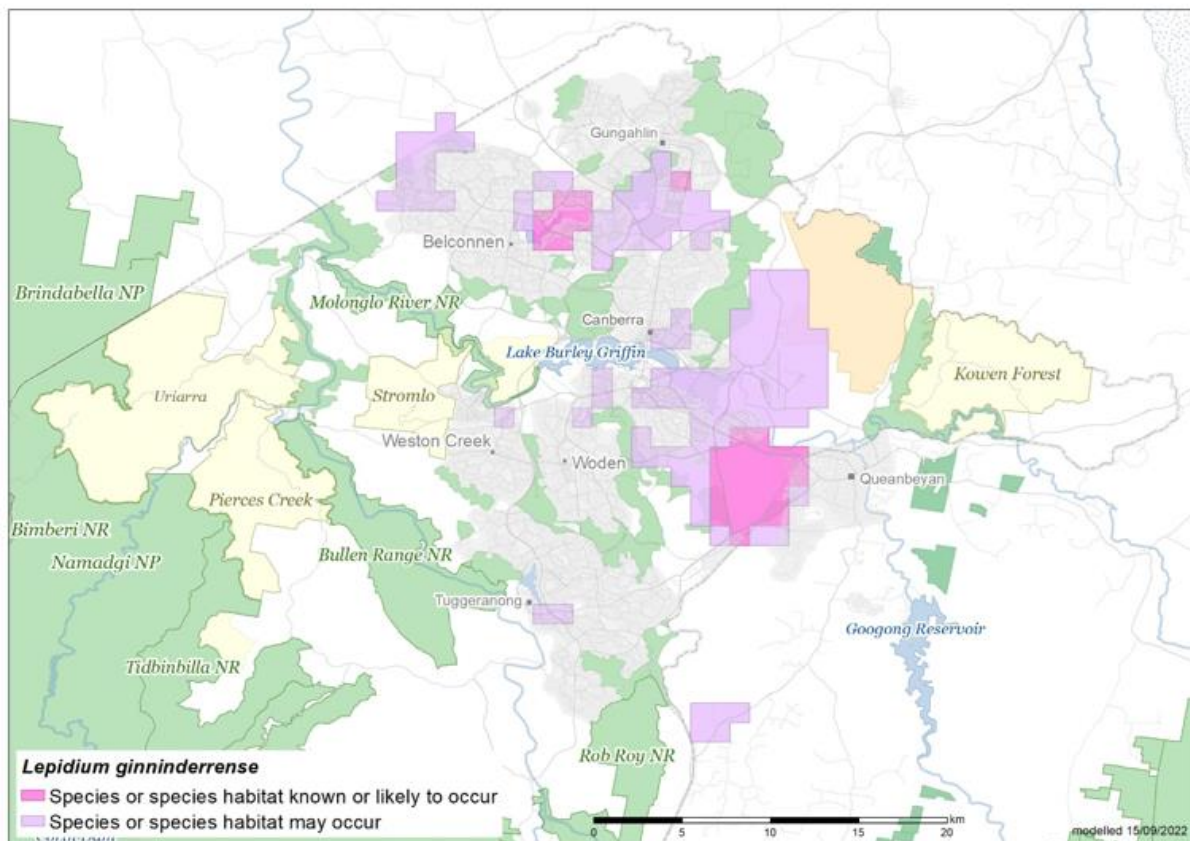 Gungahlin
Belconnen
Brindabella NP
Molonglo River NR
Canberra
Lake Burley Griffin
Kowen Forest
Uriarra
Stromlo
Weston Creek
Woden
Queanbeyan
Pierces Creek
Bimberi NR
Bullen Range NR
Namadgi NP
Tuggeranong
Googong Reservoir
Tidbinbilla NR
Rob Roy NR
Lepidium ginninderrense
Species or species habitat known or likely to occur
Species or species habitat may occur
0 5 10 15 20 km
modelled 15/09/2022